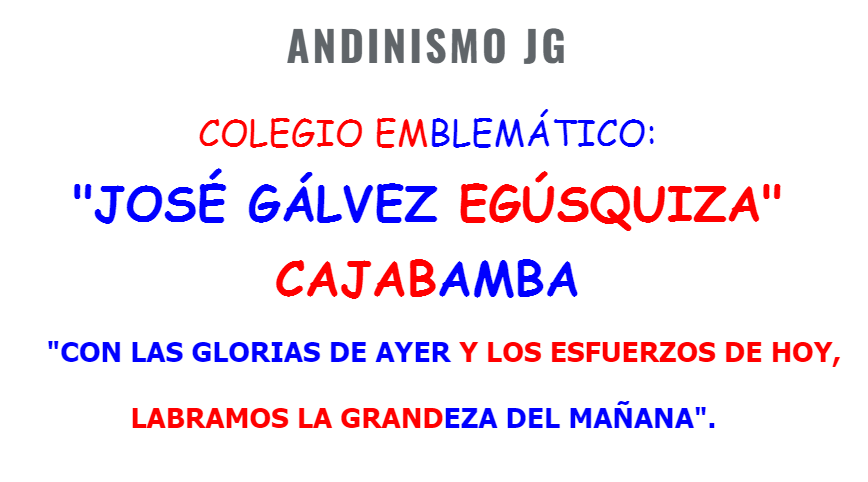 ANDINISMO JG
COLEGIO EMBLEMÁTICO:
"JOSÉ GÁLVEZ EGÚSQUIZA"
CAJABAMBA
"CON LAS GLORIAS DE AYER Y LOS ESFUERZOS DE HOY,
LABRAMOS LA GRANDEZA DEL MAÑANA".